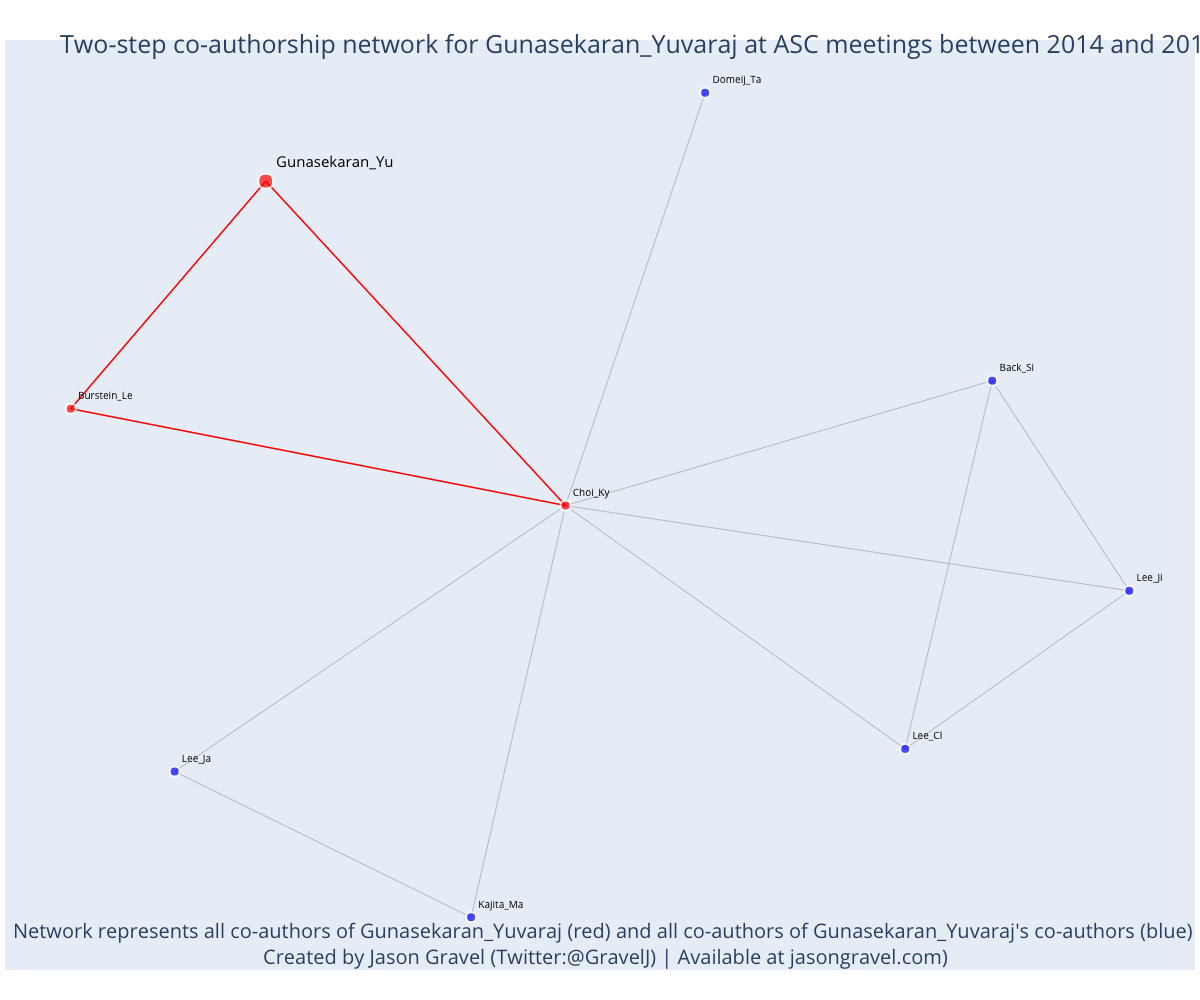 Two-step co-authorship network for Gunasekaran_Yuvaraj at ASC meetings between 2014 and 201
Domeij_Ta
Gunasekaran_Yu
Back_Si
Burstein_Le
Choi_Ky
Lee_Ji
Lee_Cl
Lee_Ja
Kajita_Ma
Network represents all co-authors of Gunasekaran_Yuvaraj (red) and all co-authors of Gunasekaran_Yuvaraj's co-authors (blue)
Created by Jason Gravel (Twitter:@GravelJ) | Available at jasongravel.com)